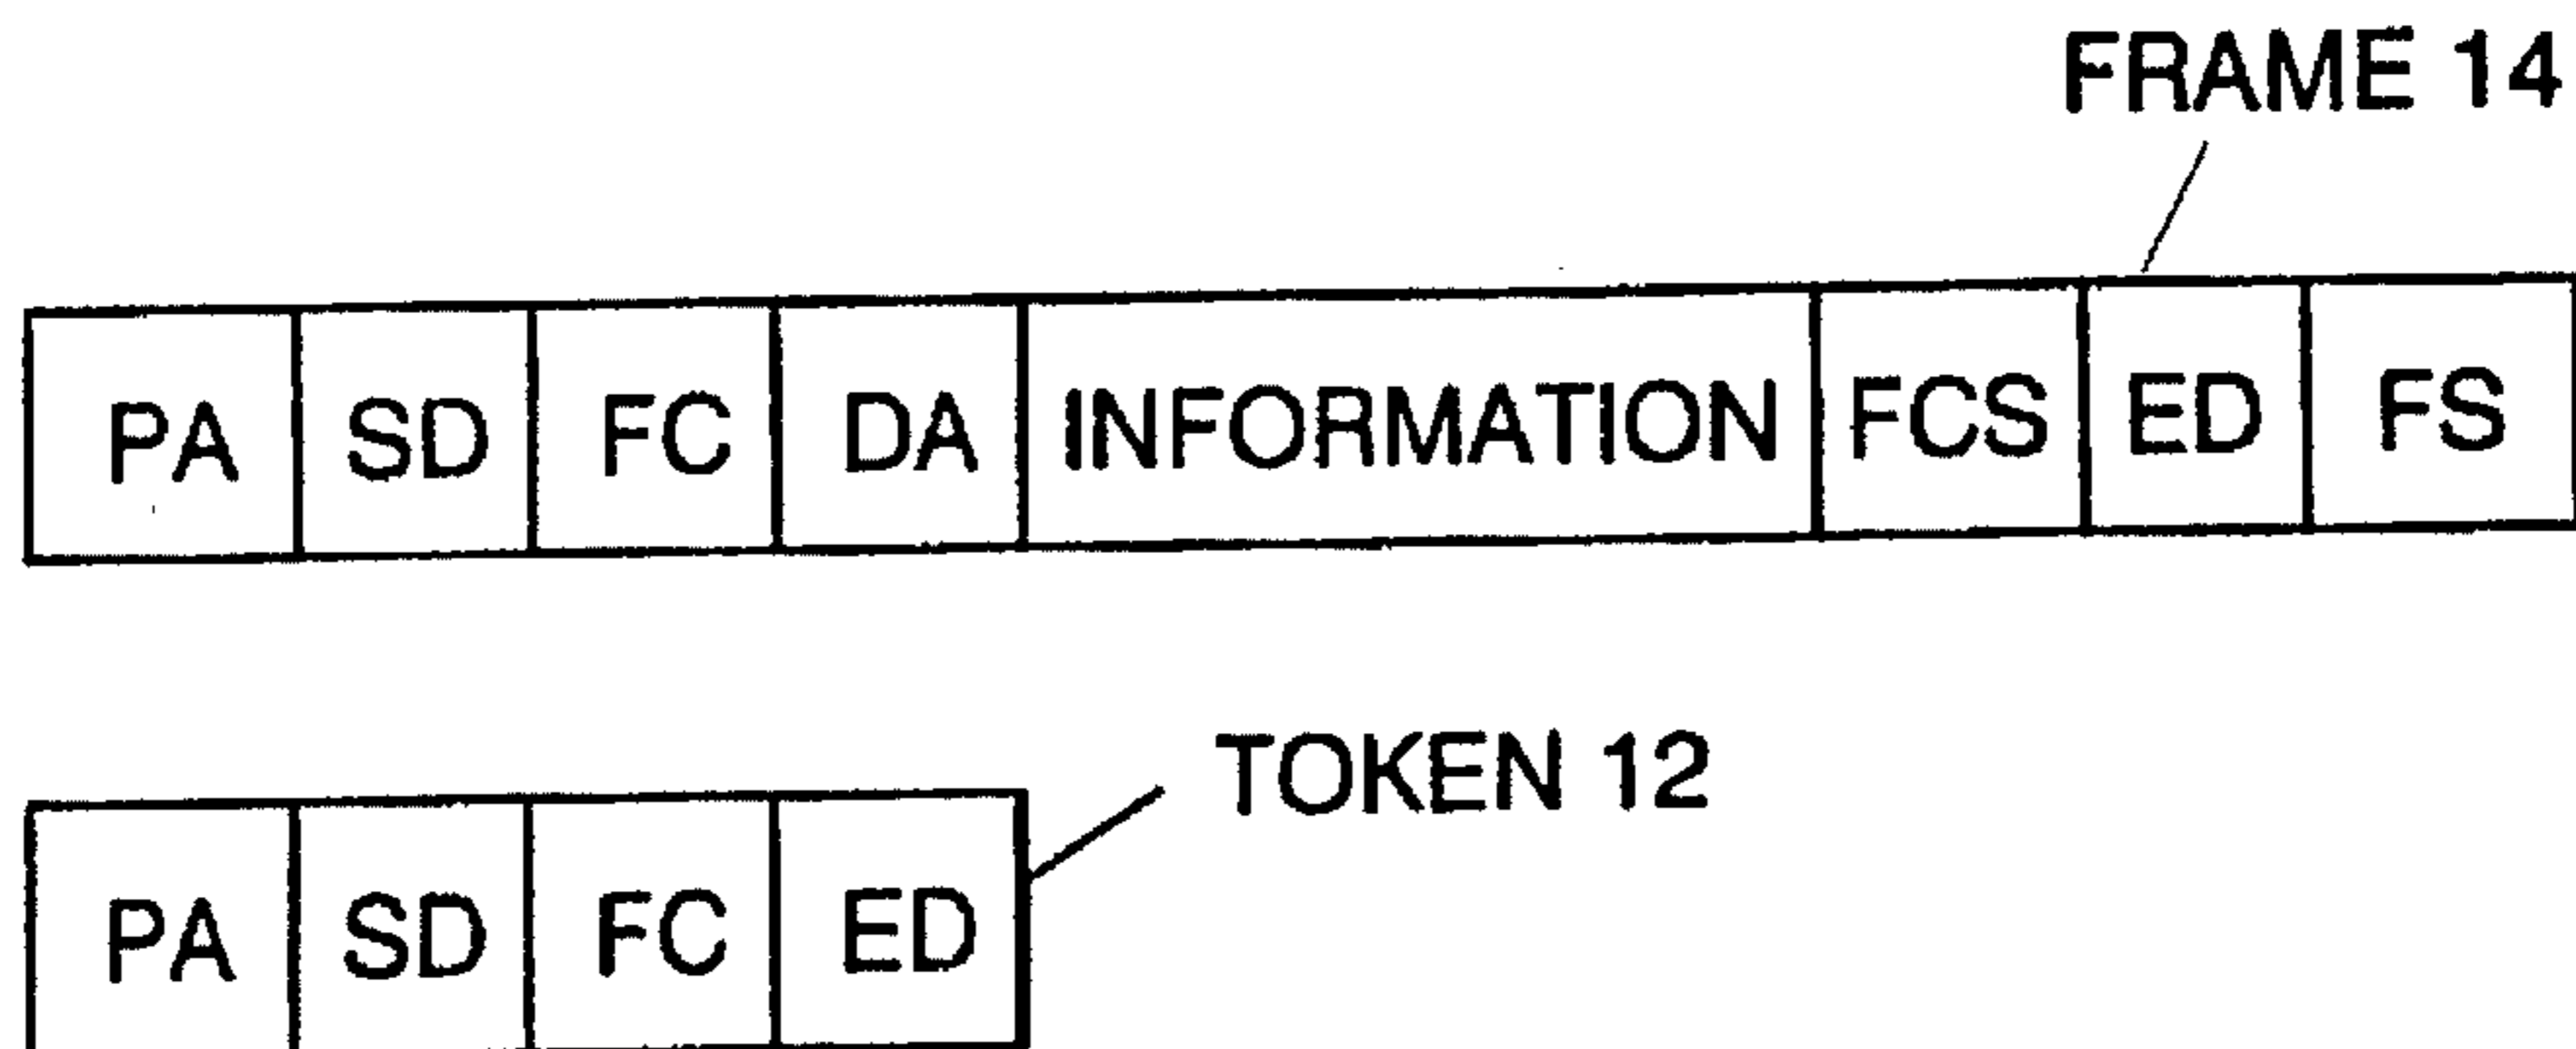 FRAME 14
PA SD FC DA INFORMATION FCS ED FS
TOKEN 12
PA SD FC ED